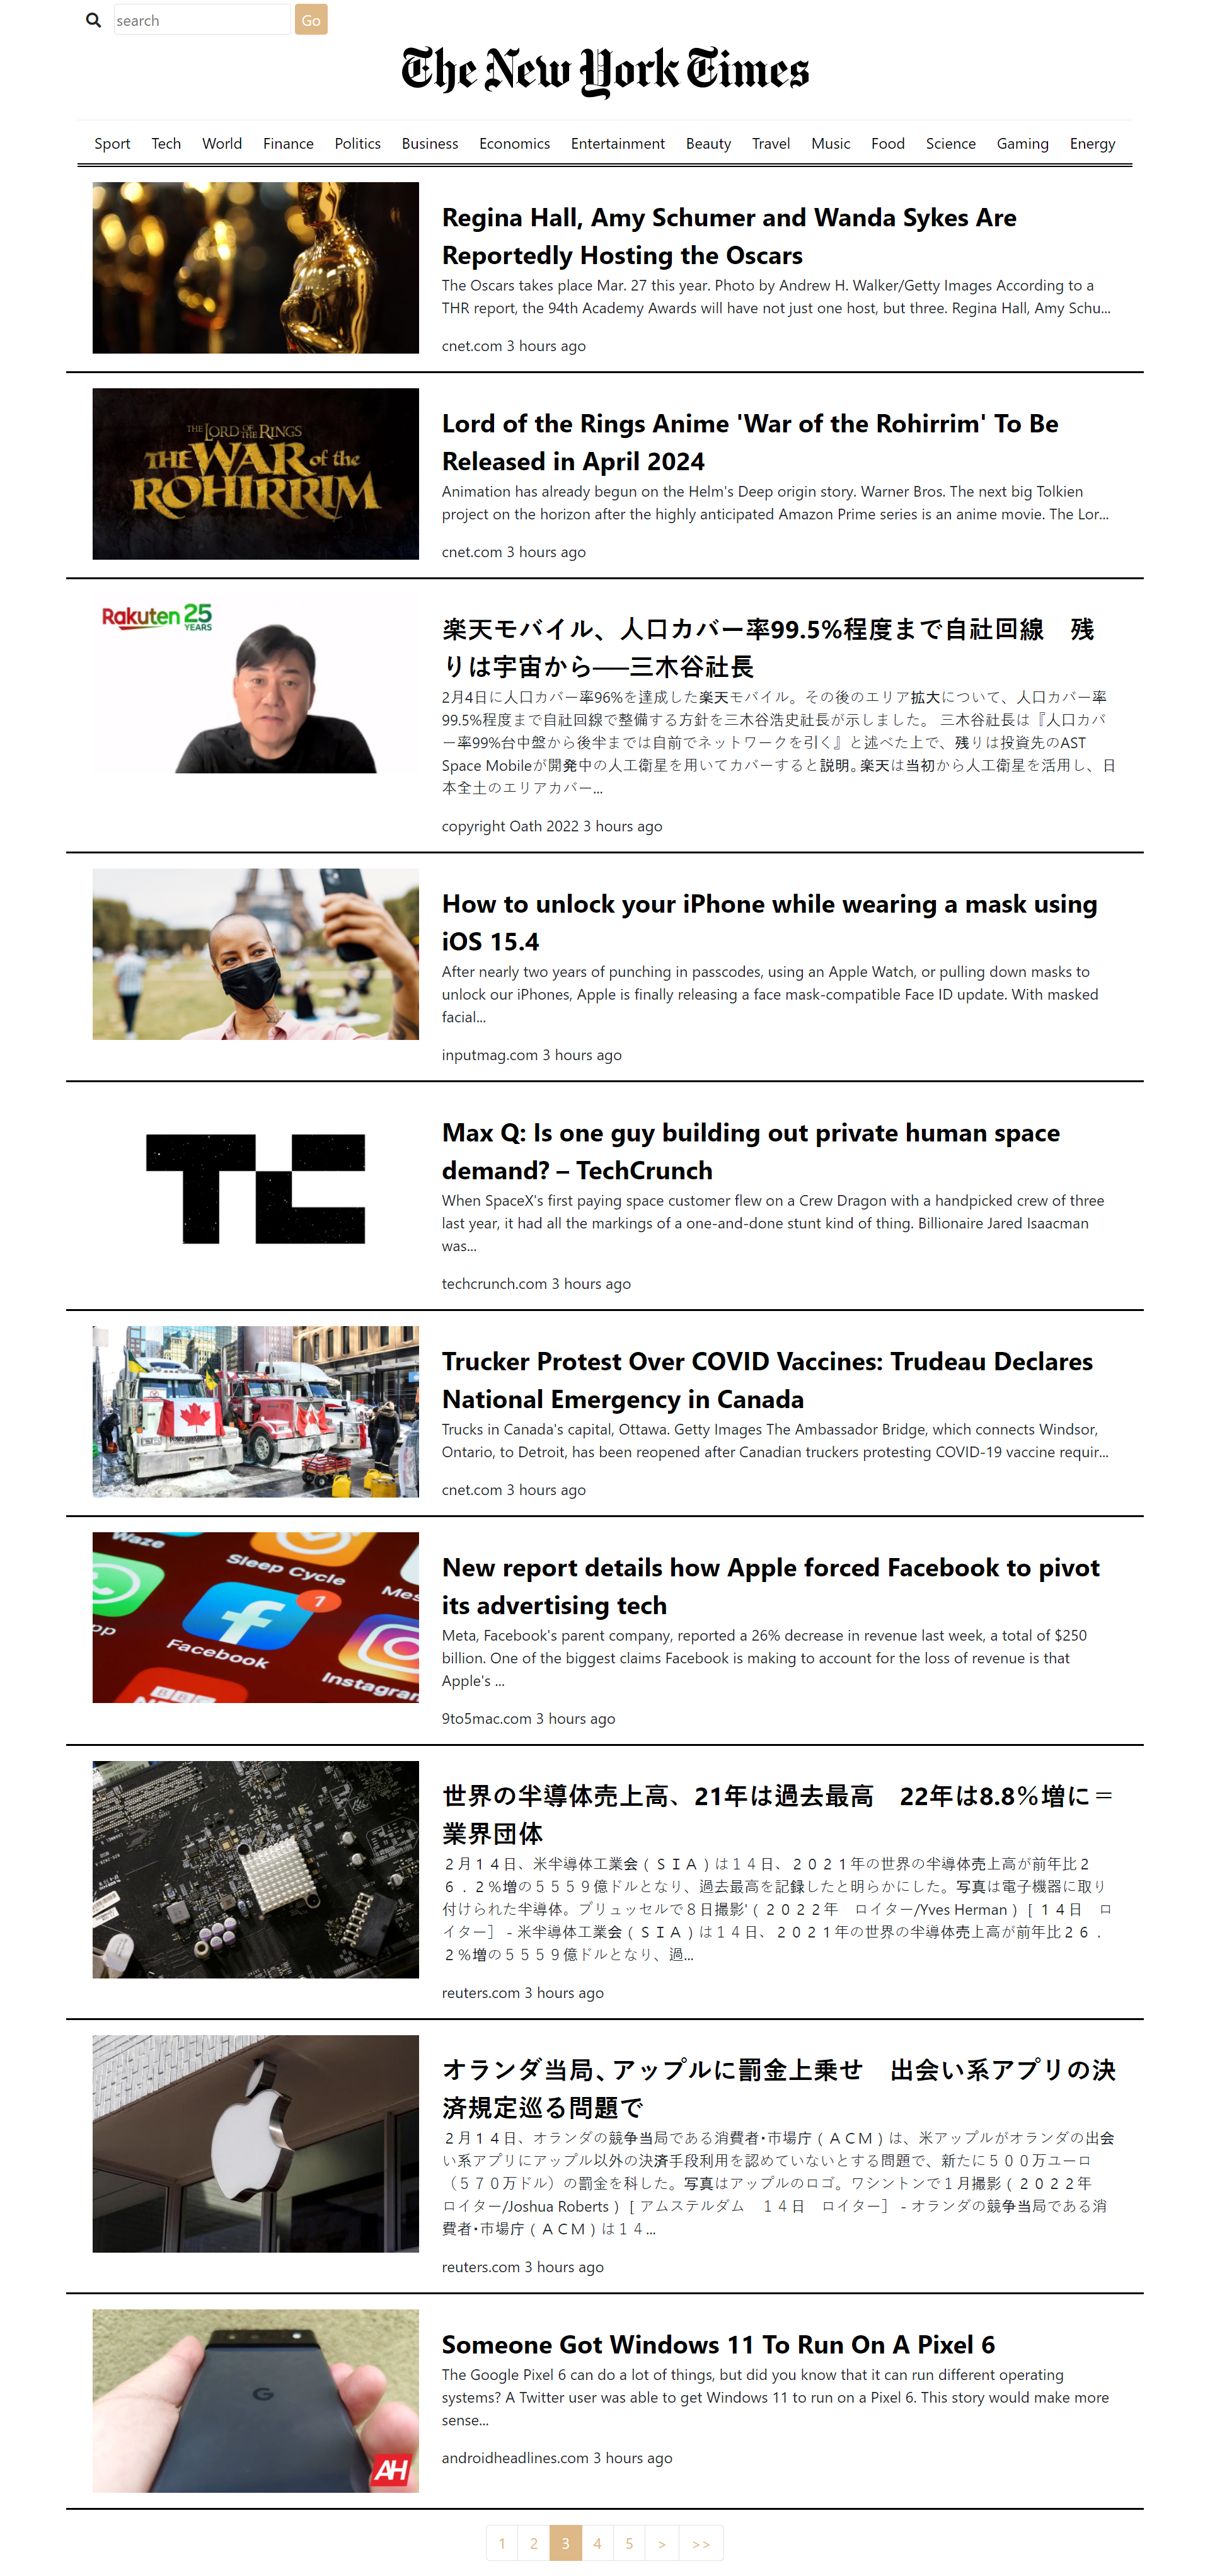 search Go
The New York Times
Sport Tech World Finance Politics Business Economics Entertainment Beauty Travel Music Food Science Gaming Energy
Regina Hall, Amy Schumer and Wanda Sykes Are
Reportedly Hosting the Oscars
The Oscars takes place Mar. 27 this year. Photo by Andrew H. Walker/Getty Images According to a
THR report, the 94th Academy Awards will have not just one host, but three. Regina Hall, Amy Schu...
cnet.com 3 hours ago
THE LORD OF THE RINGS
THE WAR of the
ROHIRRIM
Lord of the Rings Anime 'War of the Rohirrim' To Be
Released in April 2024
Animation has already begun on the Helm's Deep origin story. Warner Bros. The next big Tolkien
project on the horizon after the highly anticipated Amazon Prime series is an anime movie. The Lor...
cnet.com 3 hours ago
Rakuten 25
YEARS
楽天モバイル、人口カバー率99.5%程度まで自社回線　残
りは宇宙から──三木谷社長
2月4日に人口カバー率96%を達成した楽天モバイル。その後のエリア拡大について、人口カバー率
99.5%程度まで自社回線で整備する方針を三木谷浩史社長が示しました。 三木谷社長は『人口カバ
ー率99%台中盤から後半までは自前でネットワークを引く』と述べた上で、残りは投資先のAST
Space Mobileが開発中の人工衛星を用いてカバーすると説明。楽天は当初から人工衛星を活用し、日
本全土のエリアカバー...
copyright Oath 2022 3 hours ago
How to unlock your iPhone while wearing a mask using
iOS 15.4
After nearly two years of punching in passcodes, using an Apple Watch, or pulling down masks to
unlock our iPhones, Apple is finally releasing a face mask-compatible Face ID update. With masked
facial...
inputmag.com 3 hours ago
TC
Max Q: Is one guy building out private human space
demand? – TechCrunch
When SpaceX's first paying space customer flew on a Crew Dragon with a handpicked crew of three
last year, it had all the markings of a one-and-done stunt kind of thing. Billionaire Jared Isaacman
was...
techcrunch.com 3 hours ago
Trucker Protest Over COVID Vaccines: Trudeau Declares
National Emergency in Canada
Trucks in Canada's capital, Ottawa. Getty Images The Ambassador Bridge, which connects Windsor,
Ontario, to Detroit, has been reopened after Canadian truckers protesting COVID-19 vaccine requir...
cnet.com 3 hours ago
Waze
Sleep Cycle
1
Facebook
Instagram
BBC
New report details how Apple forced Facebook to pivot
its advertising tech
Meta, Facebook's parent company, reported a 26% decrease in revenue last week, a total of $250
billion. One of the biggest claims Facebook is making to account for the loss of revenue is that
Apple's ...
9to5mac.com 3 hours ago
世界の半導体売上高、21年は過去最高　22年は8.8％増に＝
業界団体
２月１４日、米半導体工業会（ＳＩＡ）は１４日、２０２１年の世界の半導体売上高が前年比２
６．２％増の５５５９億ドルとなり、過去最高を記録したと明らかにした。写真は電子機器に取り
付けられた半導体。ブリュッセルで８日撮影'（２０２２年　ロイター/Yves Herman） ［１４日　ロ
イター］ - 米半導体工業会（ＳＩＡ）は１４日、２０２１年の世界の半導体売上高が前年比２６．
２％増の５５５９億ドルとなり、過...
reuters.com 3 hours ago
オランダ当局、アップルに罰金上乗せ　出会い系アプリの決
済規定巡る問題で
２月１４日、オランダの競争当局である消費者・市場庁（ＡＣＭ）は、米アップルがオランダの出会
い系アプリにアップル以外の決済手段利用を認めていないとする問題で、新たに５００万ユーロ
（５７０万ドル）の罰金を科した。写真はアップルのロゴ。ワシントンで１月撮影（２０２２年
ロイター/Joshua Roberts） ［アムステルダム　１４日　ロイター］ - オランダの競争当局である消
費者・市場庁（ＡＣＭ）は１４...
reuters.com 3 hours ago
G
AH
Someone Got Windows 11 To Run On A Pixel 6
The Google Pixel 6 can do a lot of things, but did you know that it can run different operating
systems? A Twitter user was able to get Windows 11 to run on a Pixel 6. This story would make more
sense...
androidheadlines.com 3 hours ago
1 2 3 4 5 > >>